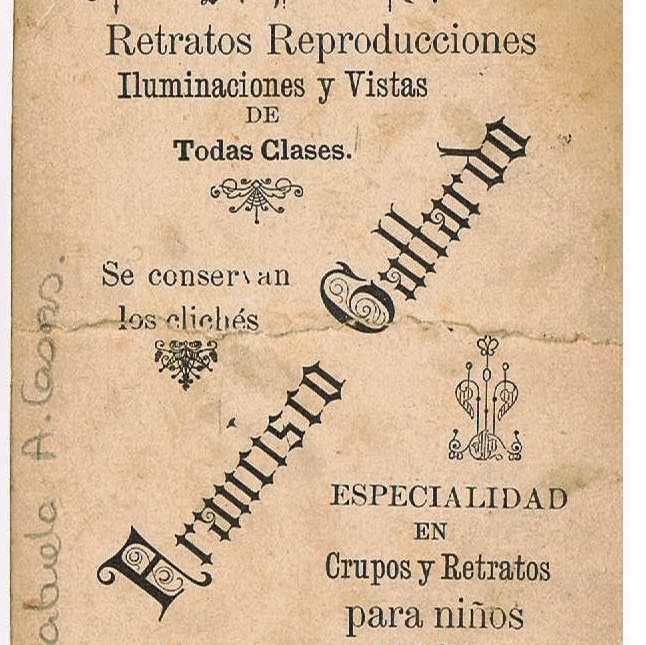 Retratos Reproducciones
Iluminaciones y Vistas
DE
Todas Clases.
Se conservan
los clichés
Francisco Gallardo
ESPECIALIDAD
EN
Crupos y Retratos
para niños
abuela A.